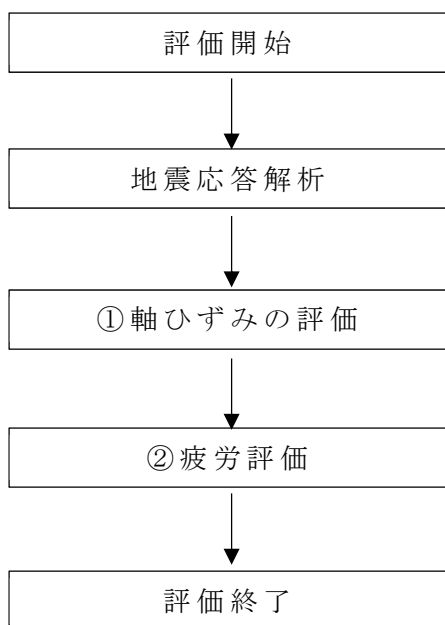 評価開始
地震応答解析
①軸ひずみの評価
②疲労評価
評価終了